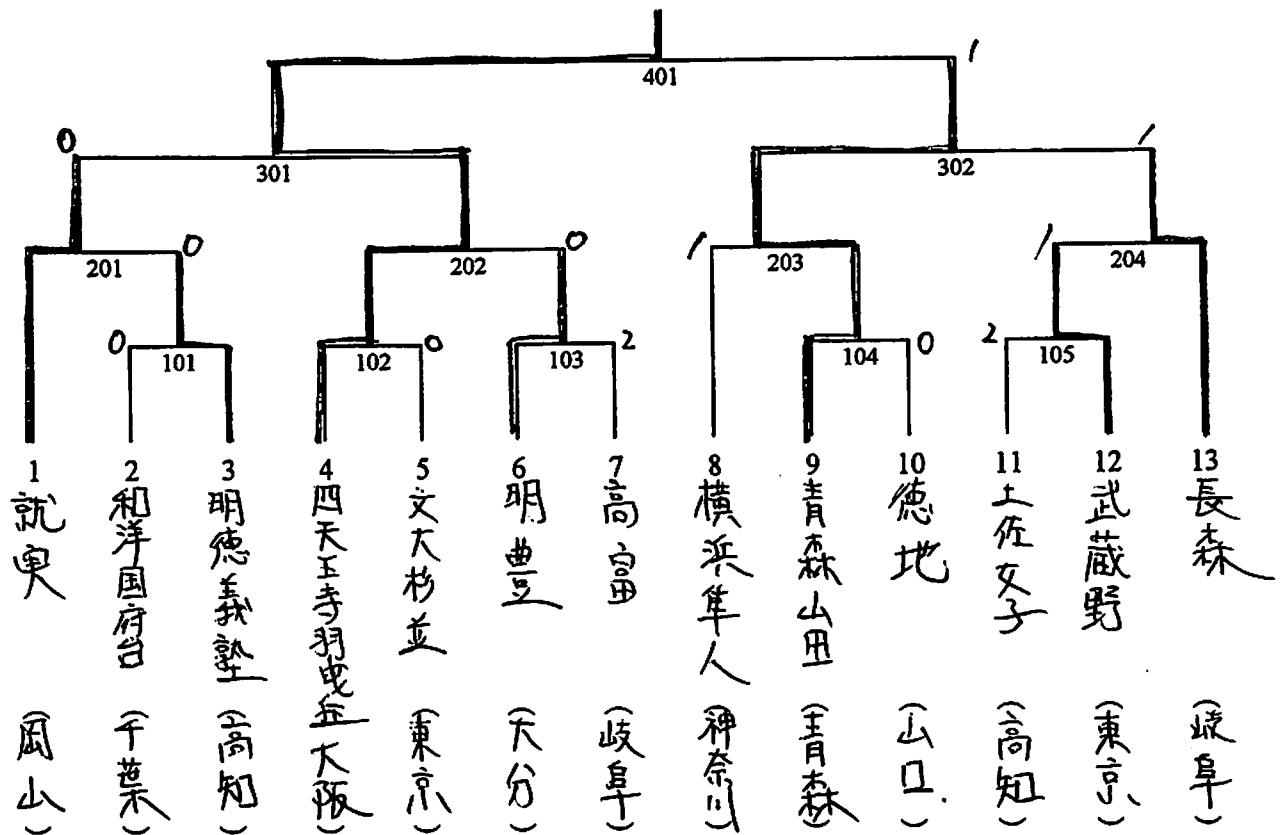 1
401
0
1
301
302
0
0
1
1
201
202
203
204
0
0
2
0
2
101
102
103
104
105
1
就実
(岡山)
2
和洋国府台
(千葉)
3
明徳義塾
(高知)
4
四天王寺羽曳丘
(大阪)
5
文大杉並
(東京)
6
明豊
(大分)
7
高富
(岐阜)
8
横浜隼人
(神奈川)
9
青森山田
(青森)
10
徳地
(山口)
11
土佐女子
(高知)
12
武蔵野
(東京)
13
長森
(岐阜)